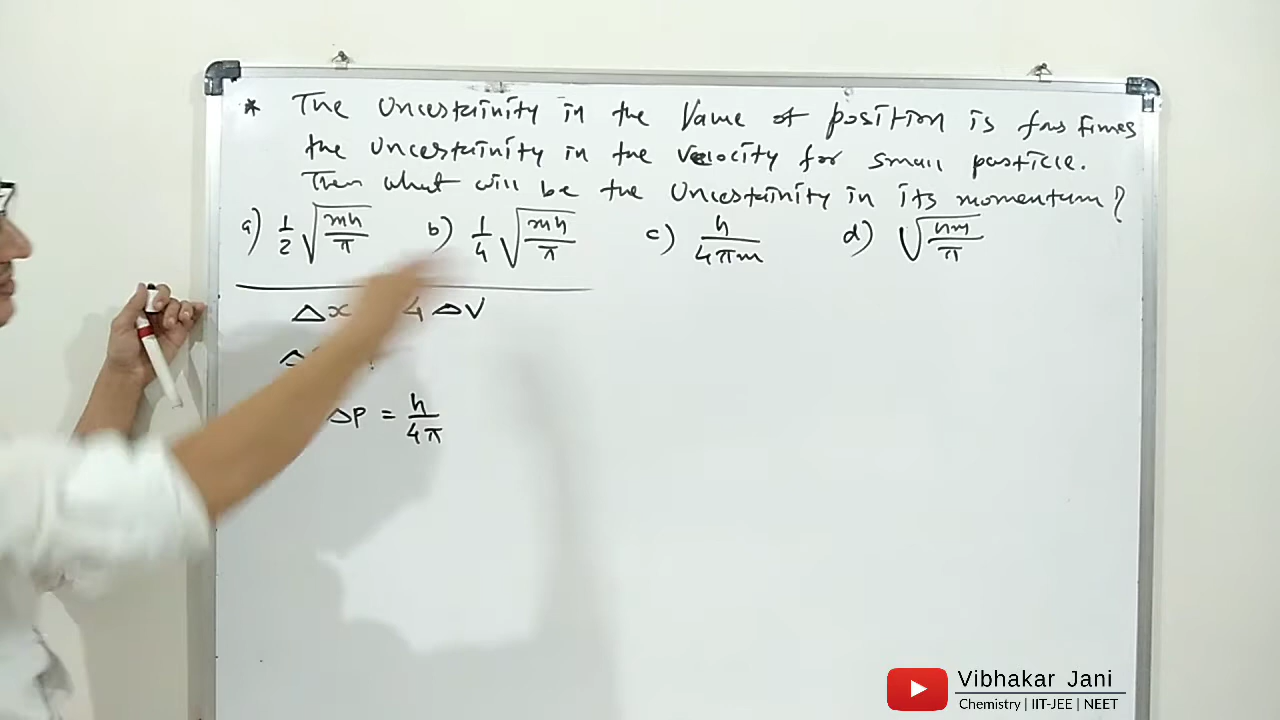 * The Uncertainity in the Value of position is four times
the uncertainity in the velocity for small particle.
Then what will be the Uncertainity in its momentum?
a) 1/2 √(mh/π) b) 1/4 √(mh/π) c) h/4πm d) √(hm/π)
Δx 4 ΔV
Δp = h/4π
Vibhakar Jani
Chemistry | IIT-JEE | NEET